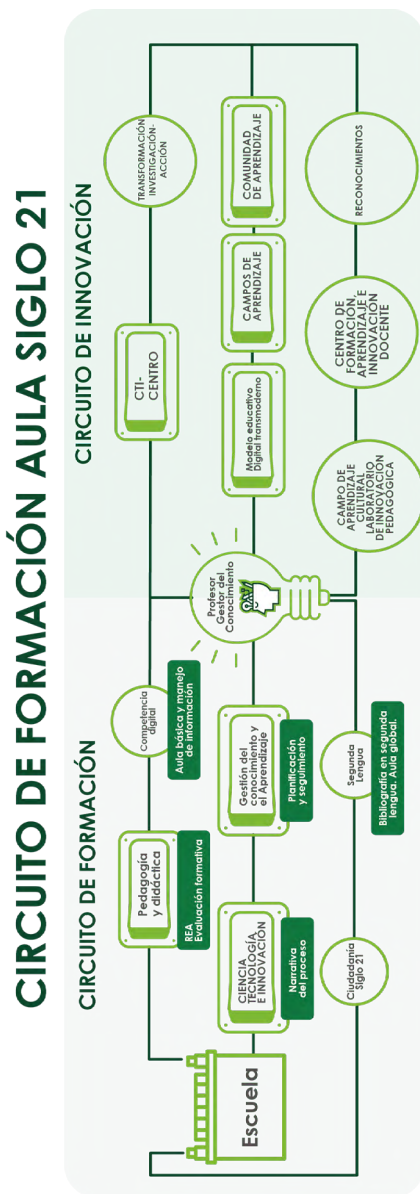 CIRCUITO DE FORMACIÓN AULA SIGLO 21
CIRCUITO DE FORMACIÓN
CIRCUITO DE INNOVACIÓN
Escuela
Pedagogía
y didáctica
REA
Evaluación formativa
Competencia
digital
Aula básica y manejo
de información
CIENCIA
TECNOLOGÍA
E INNOVACIÓN
Narrativa
del proceso
Gestión del
conocimiento y
el Aprendizaje
Planificación
y seguimiento
Ciudadanía
Siglo 21
Segunda
Lengua
Bibliografía en segunda
lengua. Aula global.
Profesor
Gestor del
Conocimiento
CTI-
CENTRO
TRANSFORMACIÓN
INVESTIGACIÓN-
ACCIÓN
Modelo educativo
Digital transmoderno
CAMPOS DE
APRENDIZAJE
COMUNIDAD
DE APRENDIZAJE
CAMPO DE
APRENDIZAJE
CULTURAL
LABORATORIO
DE INNOVACIÓN
PEDAGOGICA
CENTRO DE
FORMACIÓN,
APRENDIZAJE E
INNOVACIÓN
DOCENTE
RECONOCIMIENTOS